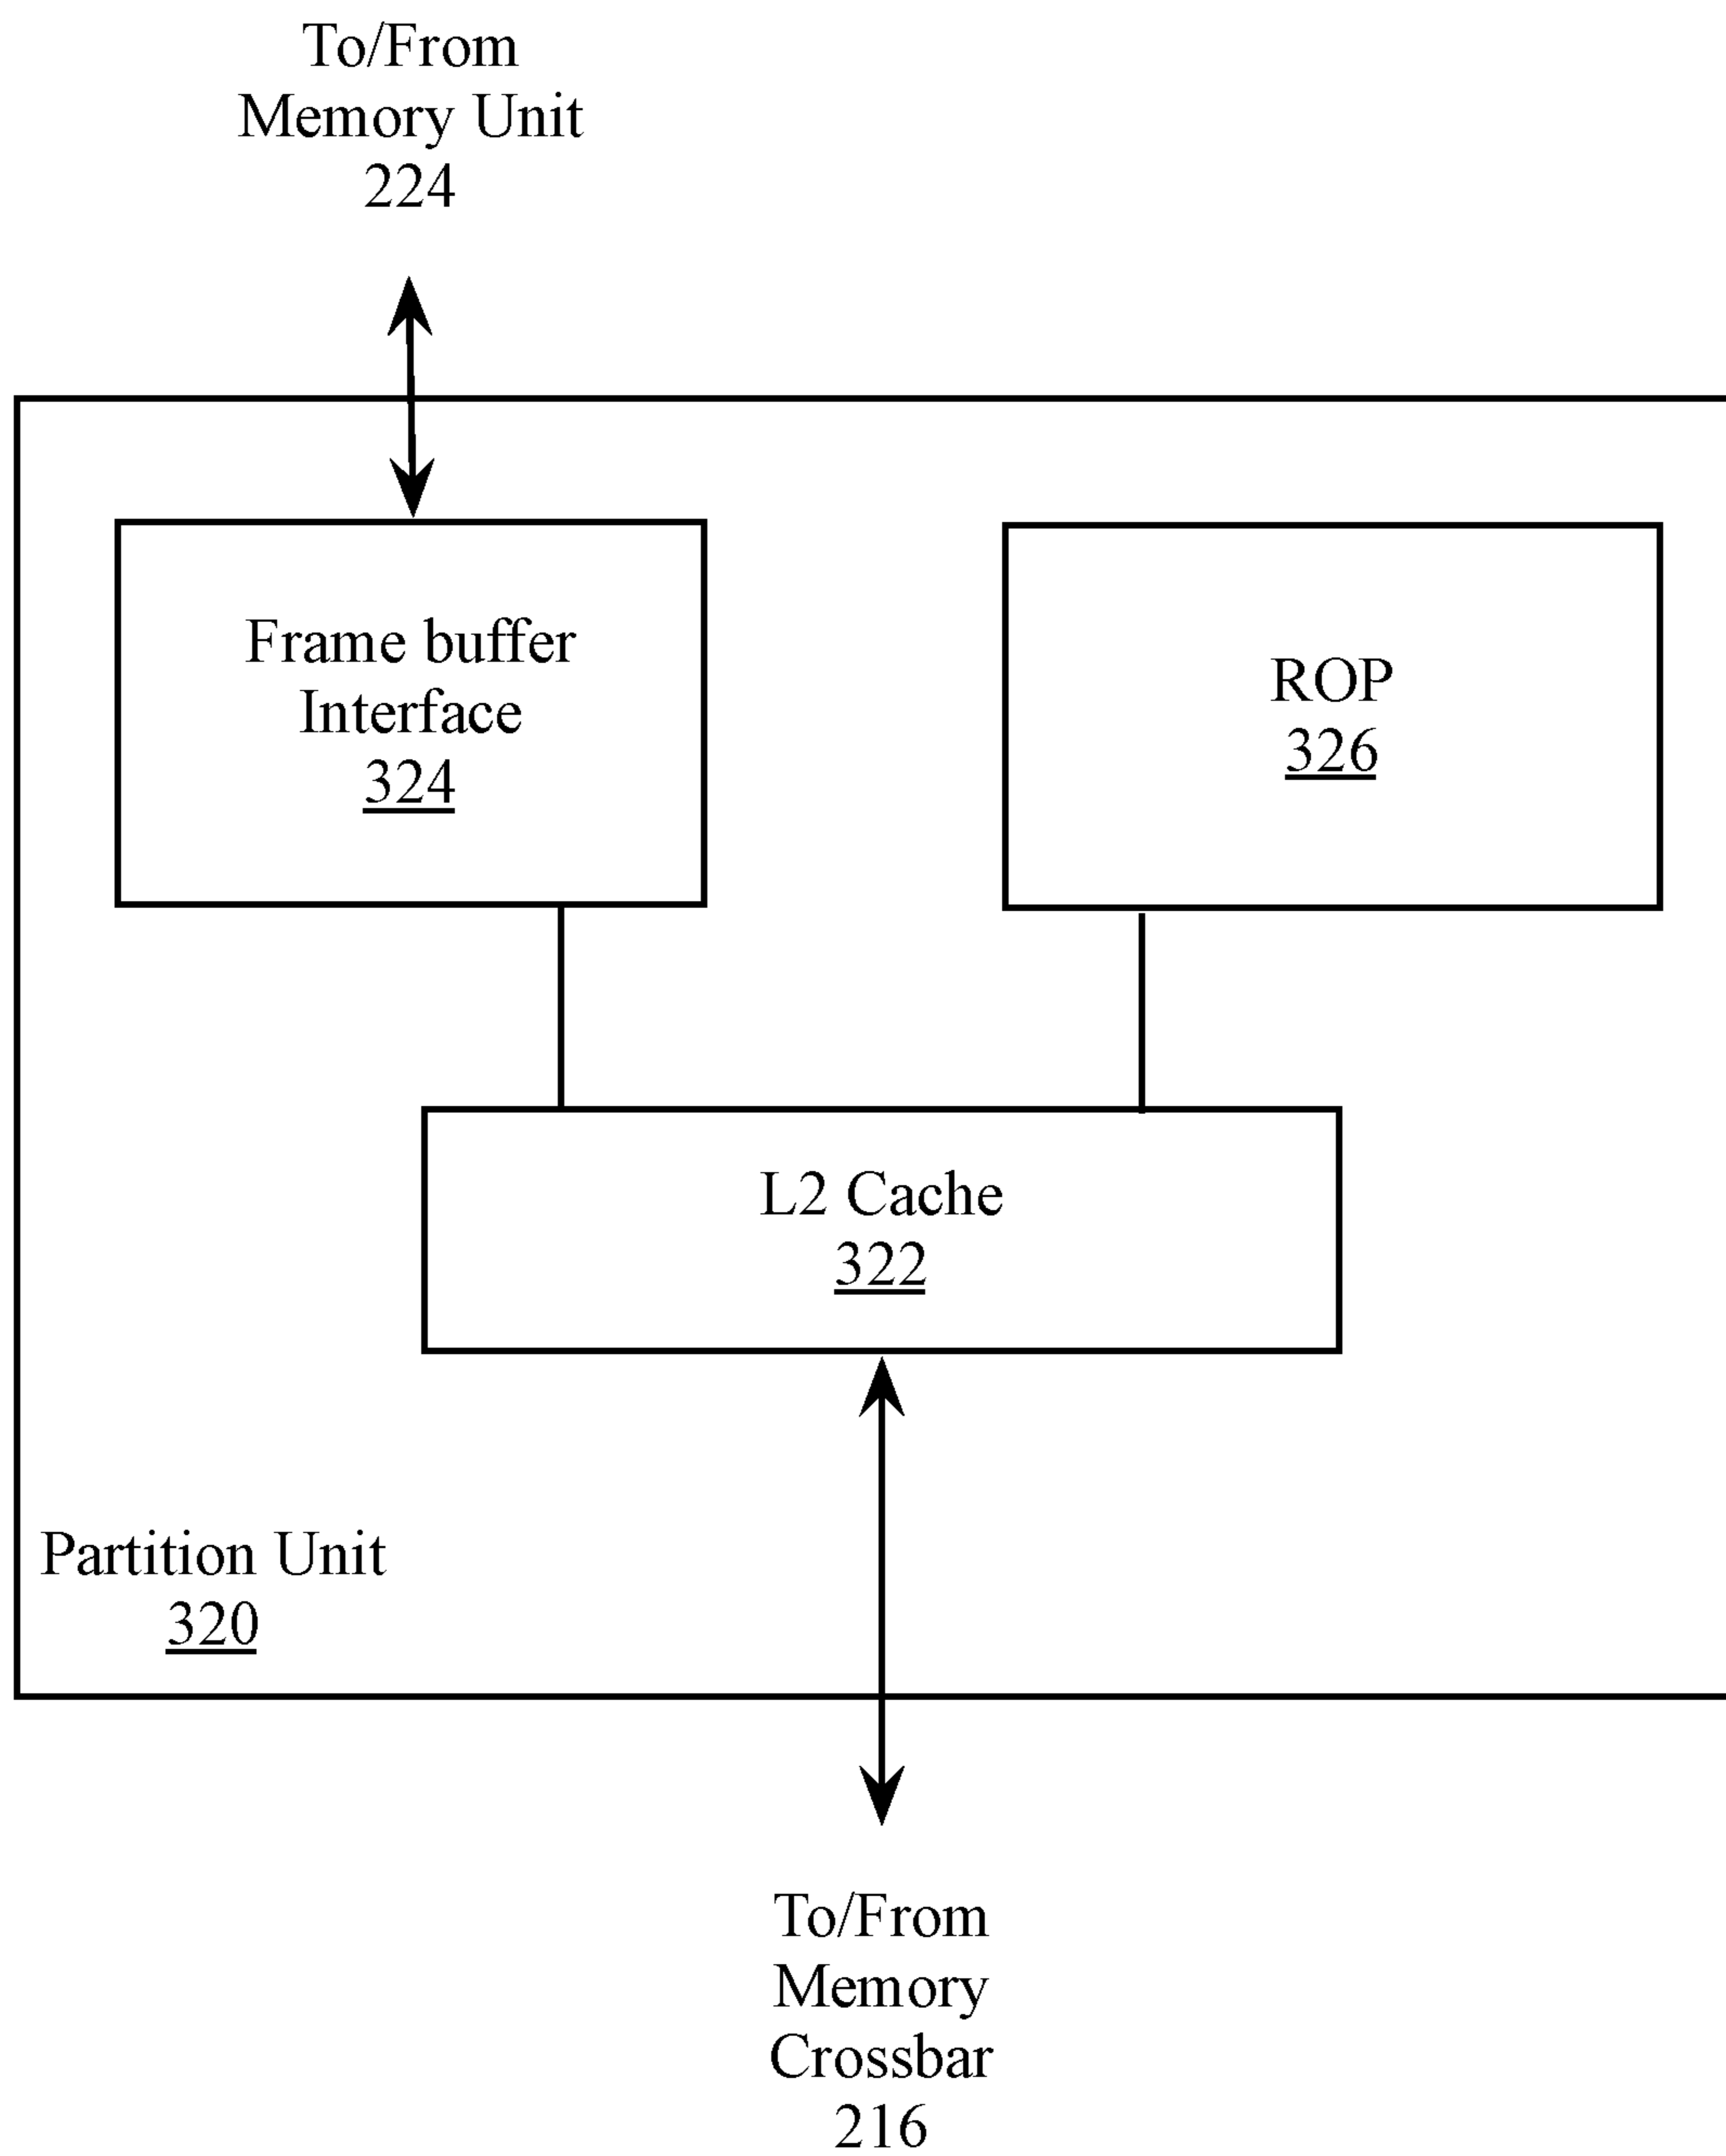 To/From
Memory Unit
224
Frame buffer
Interface
324
ROP
326
L2 Cache
322
Partition Unit
320
To/From
Memory
Crossbar
216